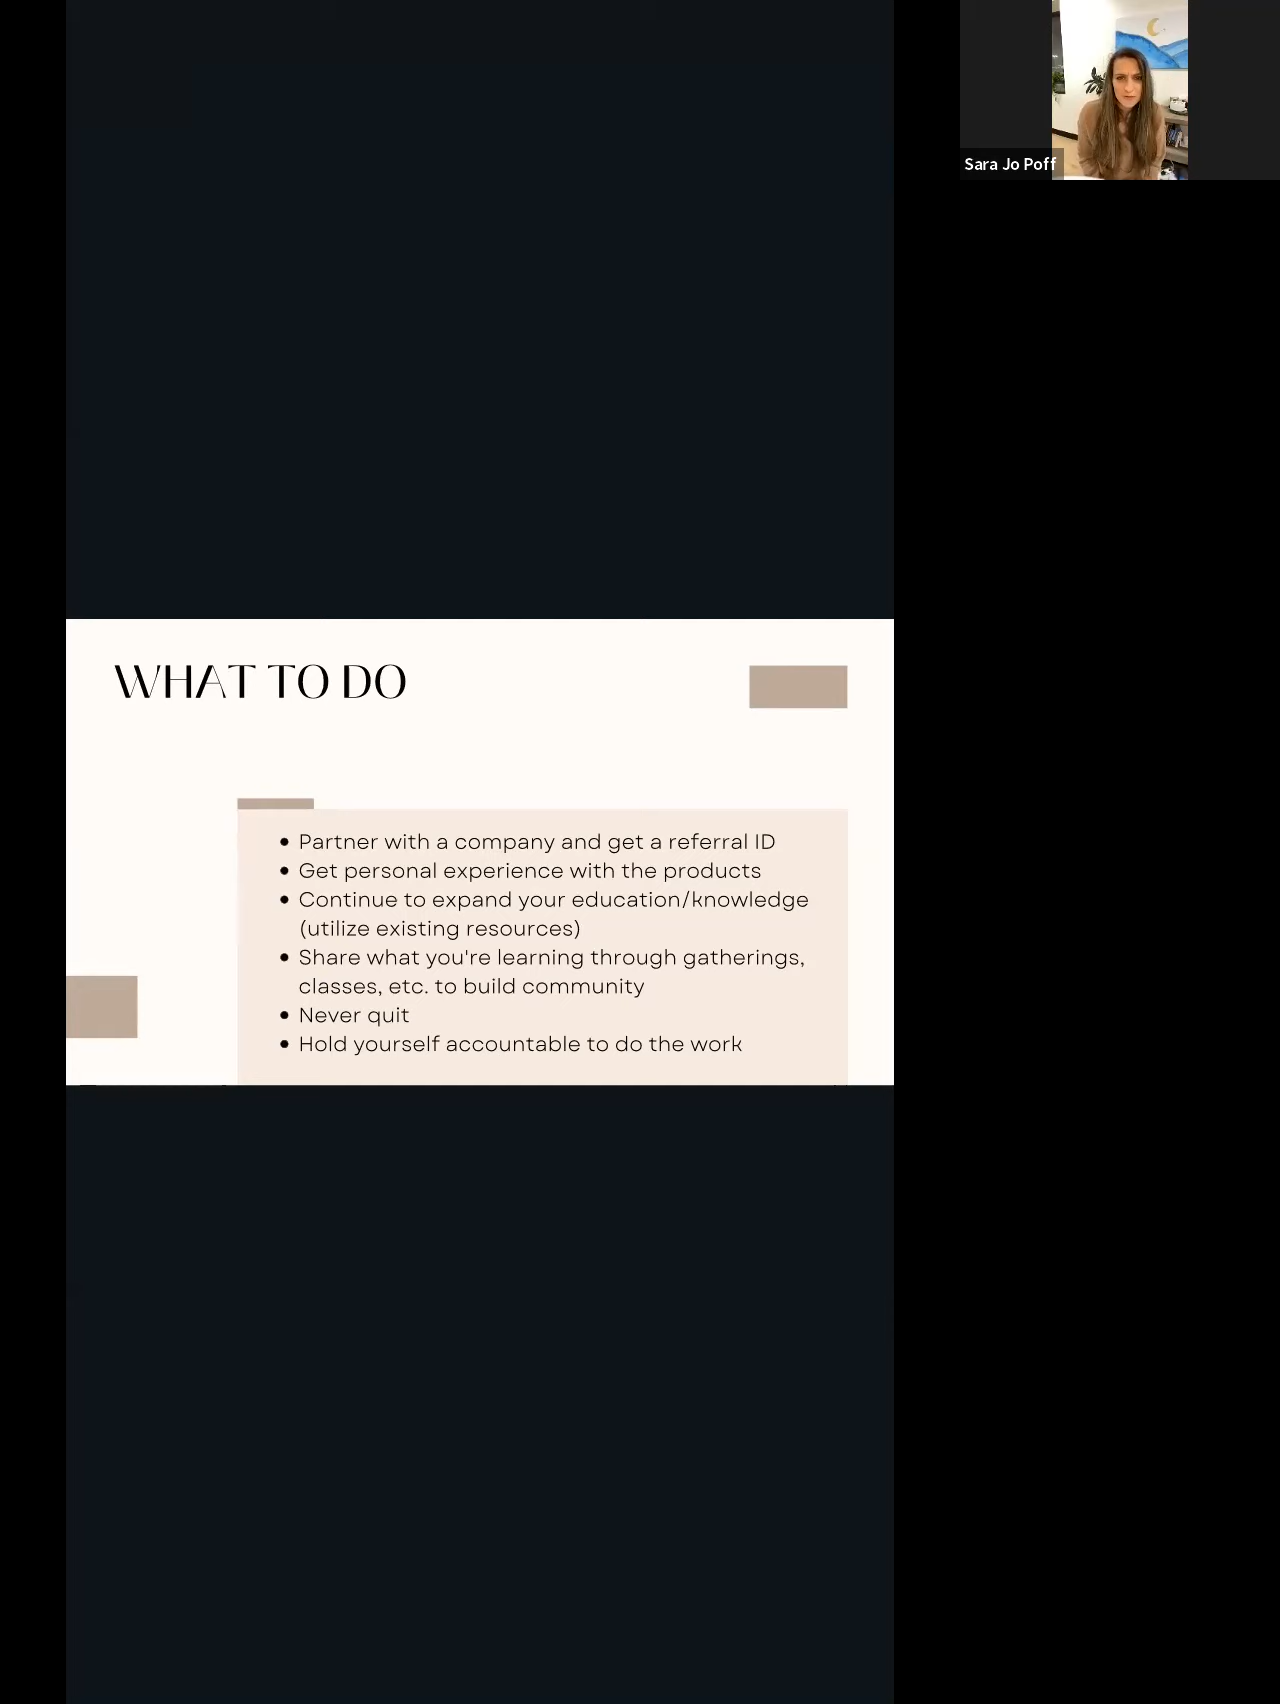 Sara Jo Poff
WHAT TO DO
• Partner with a company and get a referral ID
• Get personal experience with the products
• Continue to expand your education/knowledge
(utilize existing resources)
• Share what you're learning through gatherings,
classes, etc. to build community
• Never quit
• Hold yourself accountable to do the work